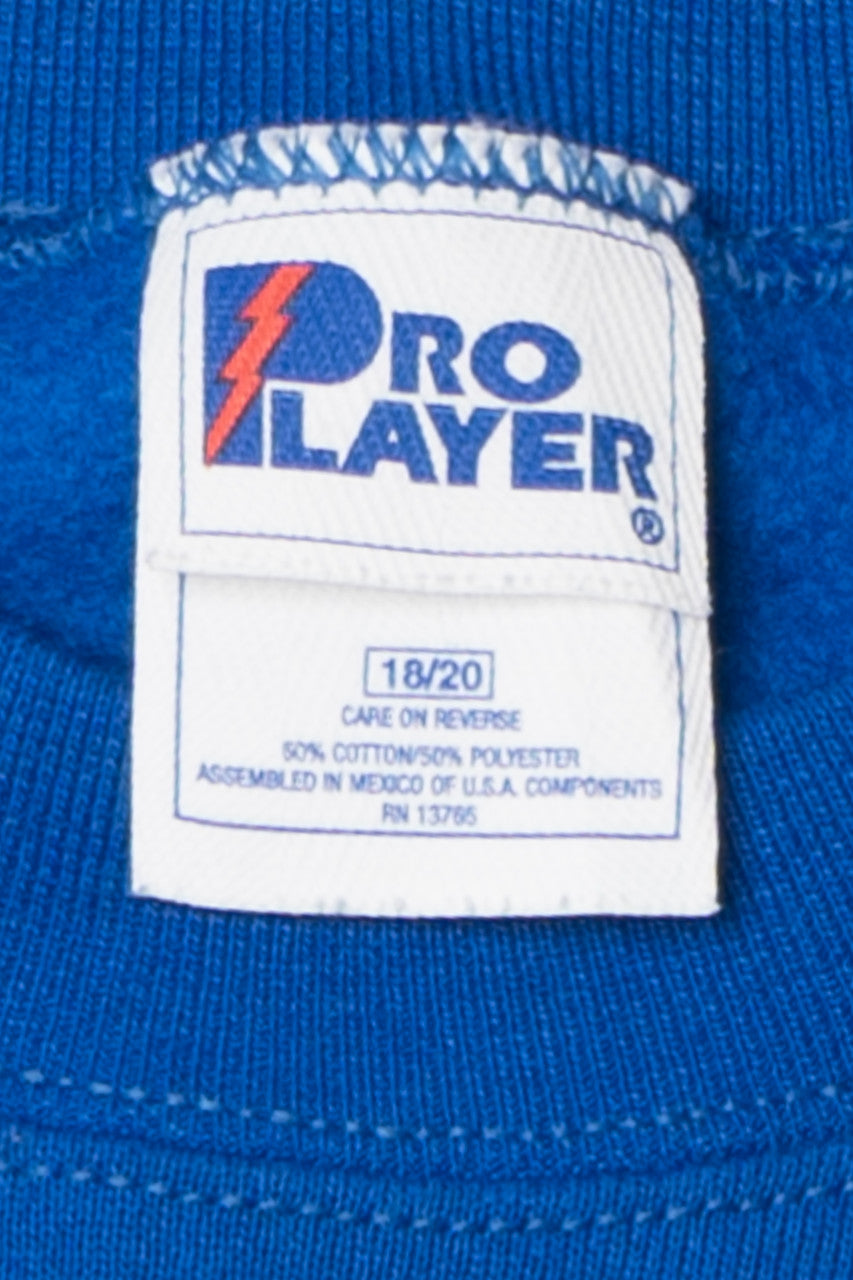 PRO
PLAYER
®
18/20
CARE ON REVERSE
50% COTTON/50% POLYESTER
ASSEMBLED IN MEXICO OF U.S.A. COMPONENTS
RN 13765